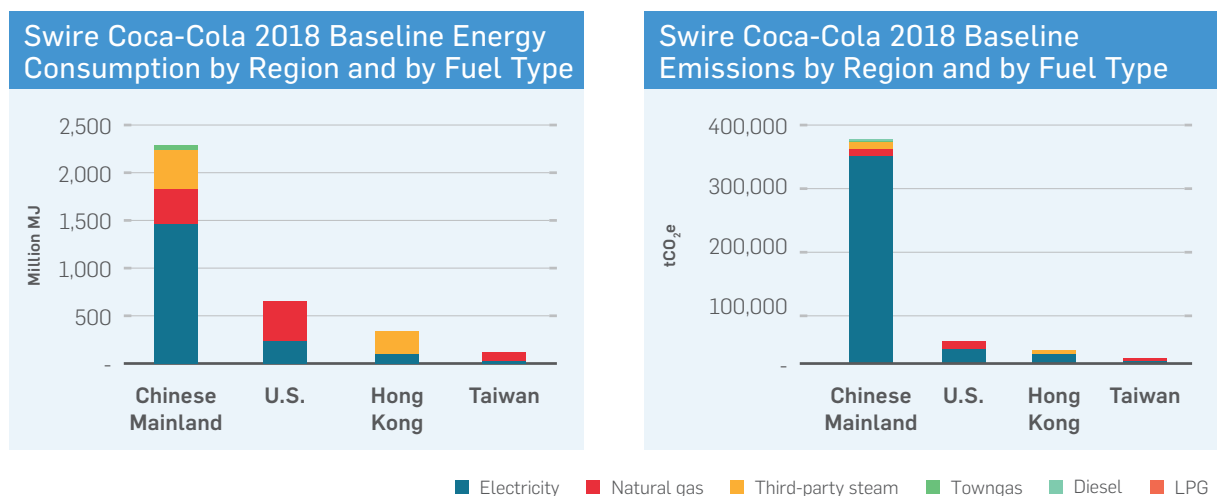 Swire Coca-Cola 2018 Baseline Energy
Consumption by Region and by Fuel Type
2,500
2,000
1,500
1,000
500
-
Million MJ
Chinese Mainland
U.S.
Hong Kong
Taiwan
Swire Coca-Cola 2018 Baseline
Emissions by Region and by Fuel Type
400,000
300,000
200,000
100,000
-
tCO₂e
Chinese Mainland
U.S.
Hong Kong
Taiwan
Electricity
Natural gas
Third-party steam
Towngas
Diesel
LPG